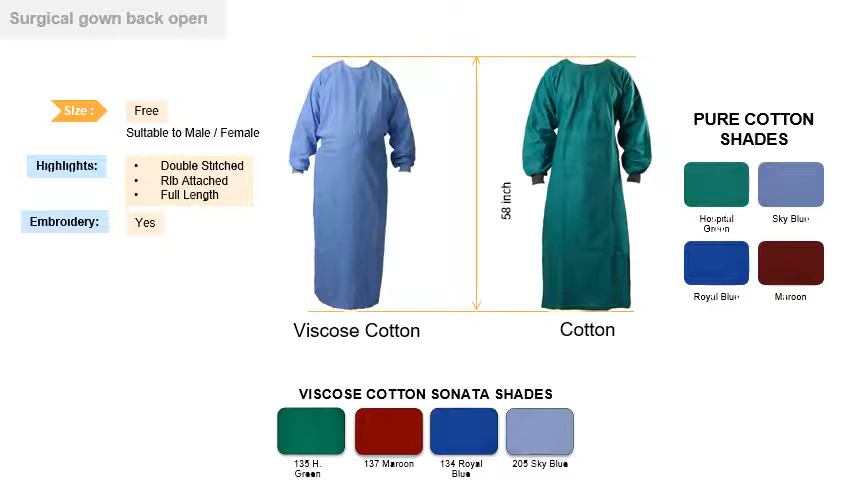 Surgical gown back open
Size :
Free
Suitable to Male / Female
Highlights:
• Double Stitched
• Rib Attached
• Full Length
Embroidery:
Yes
58 inch
Viscose Cotton
Cotton
PURE COTTON
SHADES
Hospital
Green
Sky Blue
Royal Blue
Maroon
VISCOSE COTTON SONATA SHADES
135 H.
Green
137 Maroon
134 Royal
Blue
205 Sky Blue